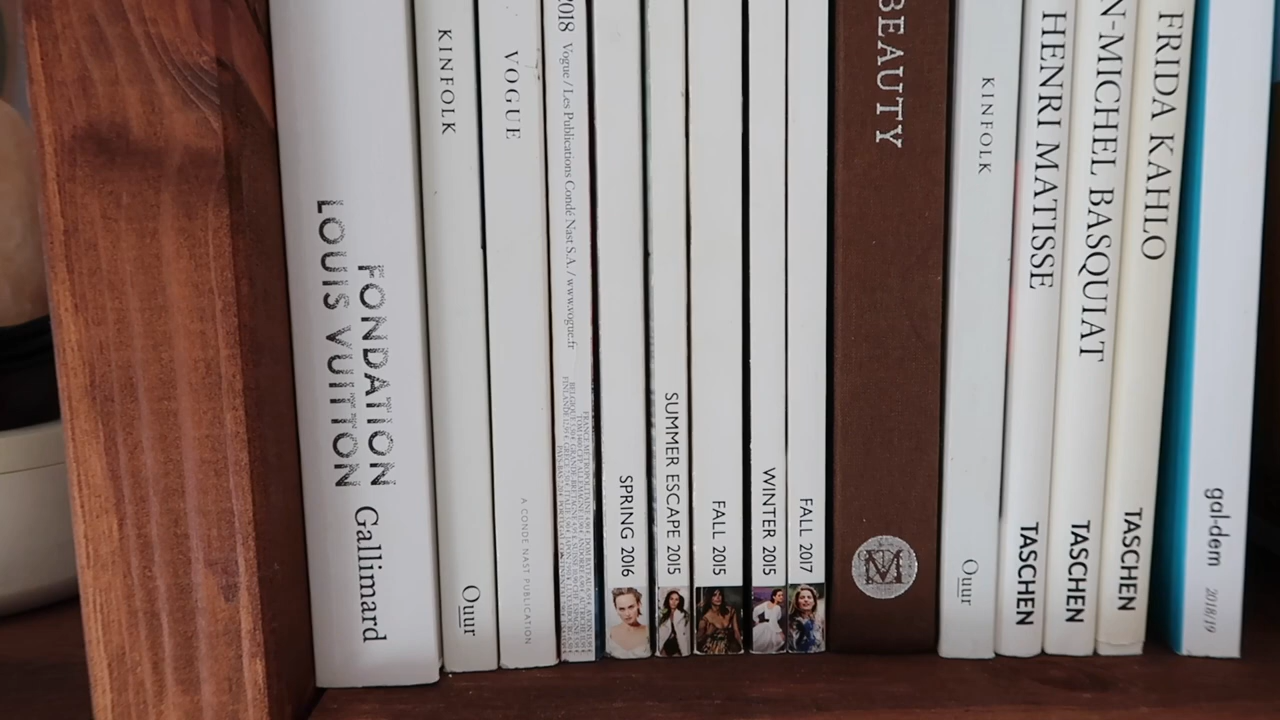 FONDATION
LOUIS VUITTON
Gallimard
KINFOLK
Ouur
VOGUE
A CONDE NAST PUBLICATION
2018 Vogue / Les Publications Condé Nast S.A. / www.vogue.fr
SPRING 2016
SUMMER ESCAPE 2015
FALL 2015
WINTER 2015
FALL 2017
BEAUTY
KINFOLK
Ouur
HENRI MATISSE
TASCHEN
N-MICHEL BASQUIAT
TASCHEN
FRIDA KAHLO
TASCHEN
gal-dem
2018/19